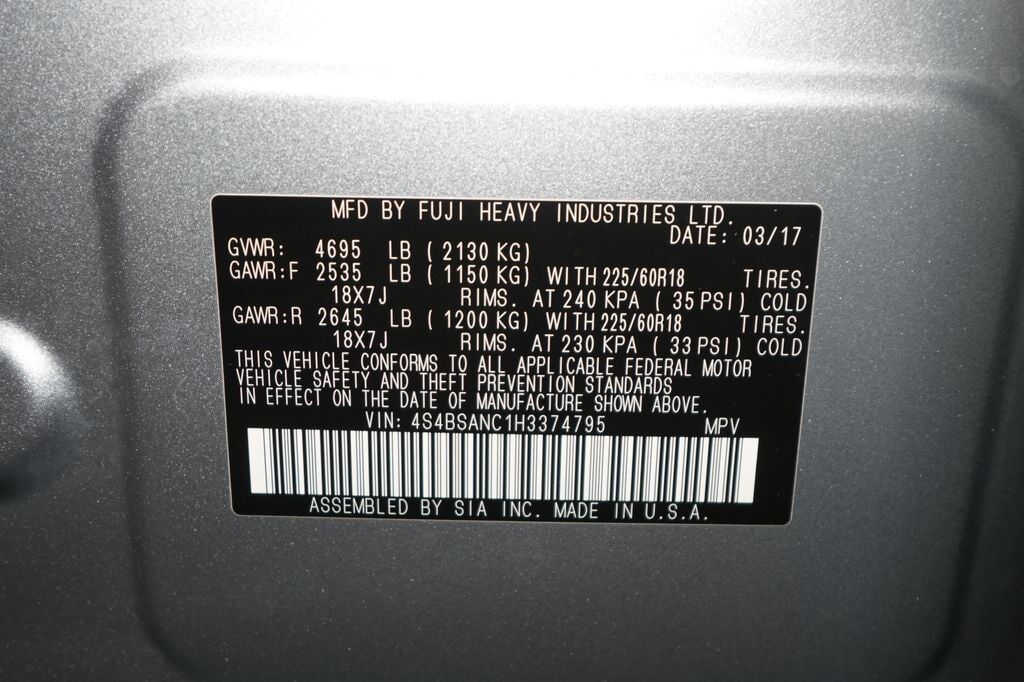 MFD BY FUJI HEAVY INDUSTRIES LTD.
DATE: 03/17
GVWR: 4695 LB ( 2130 KG)
GAWR:F 2535 LB ( 1150 KG) WITH 225/60R18 TIRES.
18X7J RIMS. AT 240 KPA ( 35 PSI) COLD
GAWR:R 2645 LB ( 1200 KG) WITH 225/60R18 TIRES.
18X7J RIMS. AT 230 KPA ( 33 PSI) COLD
THIS VEHICLE CONFORMS TO ALL APPLICABLE FEDERAL MOTOR
VEHICLE SAFETY AND THEFT PREVENTION STANDARDS
IN EFFECT ON THE DATE OF MANUFACTURE SHOWN ABOVE.
VIN: 4S4BSANC1H3374795 MPV
ASSEMBLED BY SIA INC. MADE IN U.S.A.